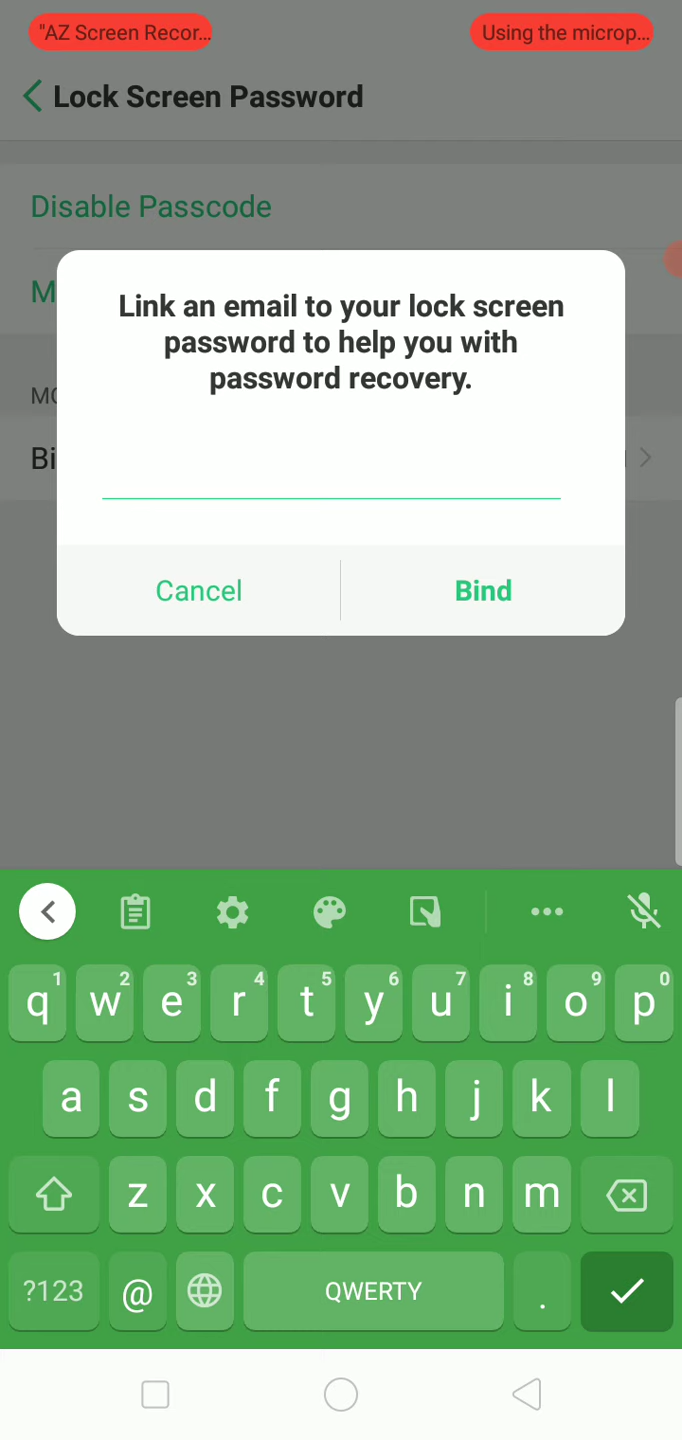 "AZ Screen Recor...
Using the microp...
Lock Screen Password
Disable Passcode
M
Link an email to your lock screen
password to help you with
password recovery.
MO
Bi
Cancel
Bind
q1 w2 e3 r4 t5 y6 u7 i8 o9 p0
a s d f g h j k l
z x c v b n m
?123 @ QWERTY .